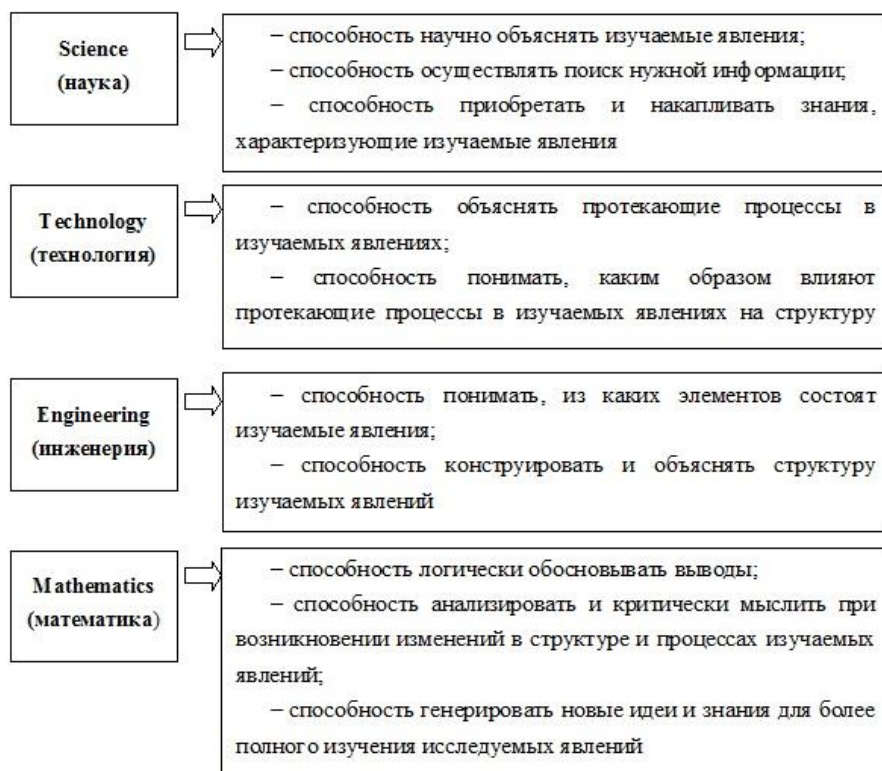 Science
(наука)
– способность научно объяснять изучаемые явления;
– способность осуществлять поиск нужной информации;
– способность приобретать и накапливать знания,
характеризующие изучаемые явления
Technology
(технология)
– способность объяснять протекающие процессы в
изучаемых явлениях;
– способность понимать, каким образом влияют
протекающие процессы в изучаемых явлениях на структуру
Engineering
(инженерия)
– способность понимать, из каких элементов состоят
изучаемые явления;
– способность конструировать и объяснять структуру
изучаемых явлений
Mathematics
(математика)
– способность логически обосновывать выводы;
– способность анализировать и критически мыслить при
возникновении изменений в структуре и процессах изучаемых
явлений;
– способность генерировать новые идеи и знания для более
полного изучения исследуемых явлений